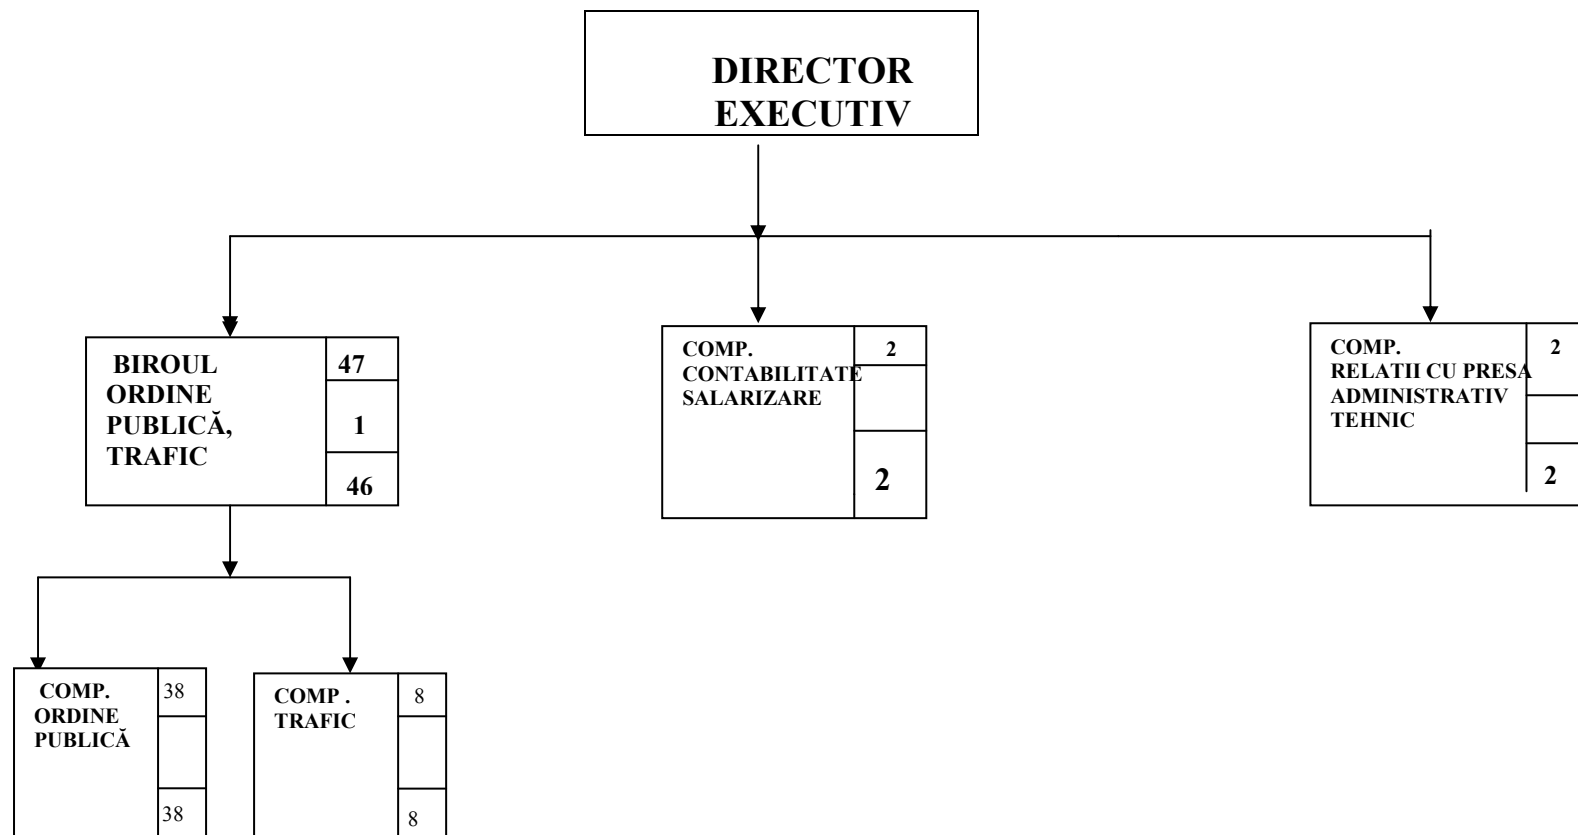 DIRECTOR
EXECUTIV
BIROUL
ORDINE
PUBLICĂ,
TRAFIC
47
1
46
COMP.
CONTABILITATE
SALARIZARE
2
2
COMP.
RELATII CU PRESA
ADMINISTRATIV
TEHNIC
2
2
COMP.
ORDINE
PUBLICĂ
38
38
COMP .
TRAFIC
8
8